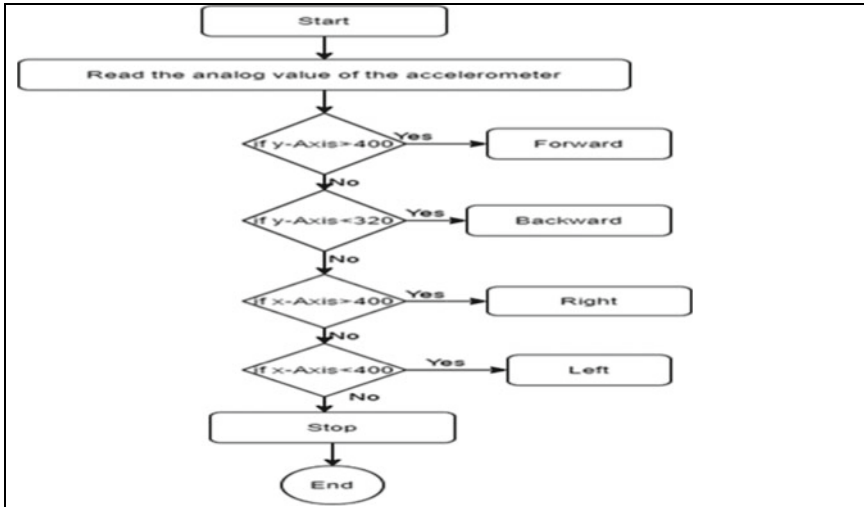 Start
Read the analog value of the accelerometer
if y-Axis>400
Yes
Forward
No
if y-Axis<320
Yes
Backward
No
if x-Axis>400
Yes
Right
No
if x-Axis<400
Yes
Left
No
Stop
End